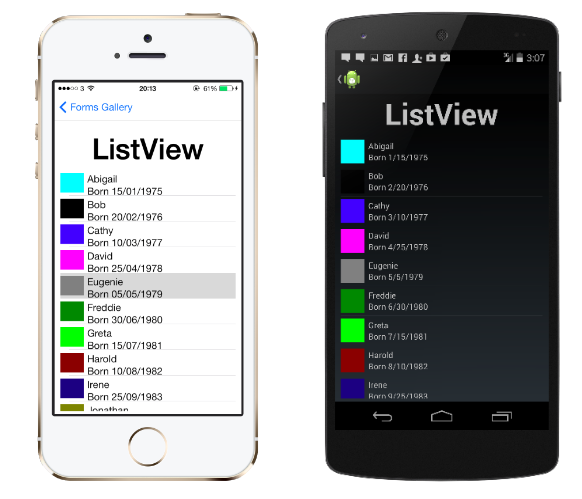 3 20:13 61%
Forms Gallery
ListView
Abigail
Born 15/01/1975
Bob
Born 20/02/1976
Cathy
Born 10/03/1977
David
Born 25/04/1978
Eugenie
Born 05/05/1979
Freddie
Born 30/06/1980
Greta
Born 15/07/1981
Harold
Born 10/08/1982
Irene
Born 25/09/1983
Jonathan
3:07
ListView
Abigail
Born 1/15/1975
Bob
Born 2/20/1976
Cathy
Born 3/10/1977
David
Born 4/25/1978
Eugenie
Born 5/5/1979
Freddie
Born 6/30/1980
Greta
Born 7/15/1981
Harold
Born 8/10/1982
Irene
Born 9/25/1983